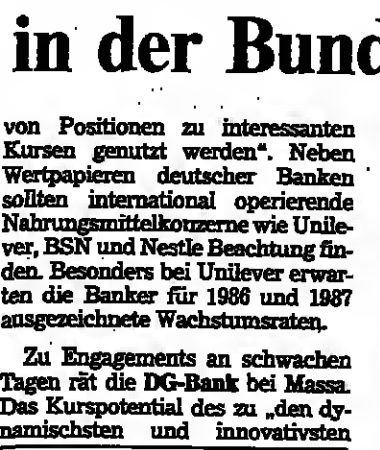 in der Bund
von Positionen zu interessanten
Kursen genutzt werden“. Neben
Wertpapieren deutscher Banken
sollten international operierende
Nahrungsmittelkonzerne wie Unile-
ver, BSN und Nestle Beachtung fin-
den. Besonders bei Unilever erwar-
ten die Banker für 1986 und 1987
ausgezeichnete Wachstumsraten.
Zu Engagements an schwachen
Tagen rät die DG-Bank bei Massa.
Das Kurspotential des zu „den dy-
namischsten und innovativsten